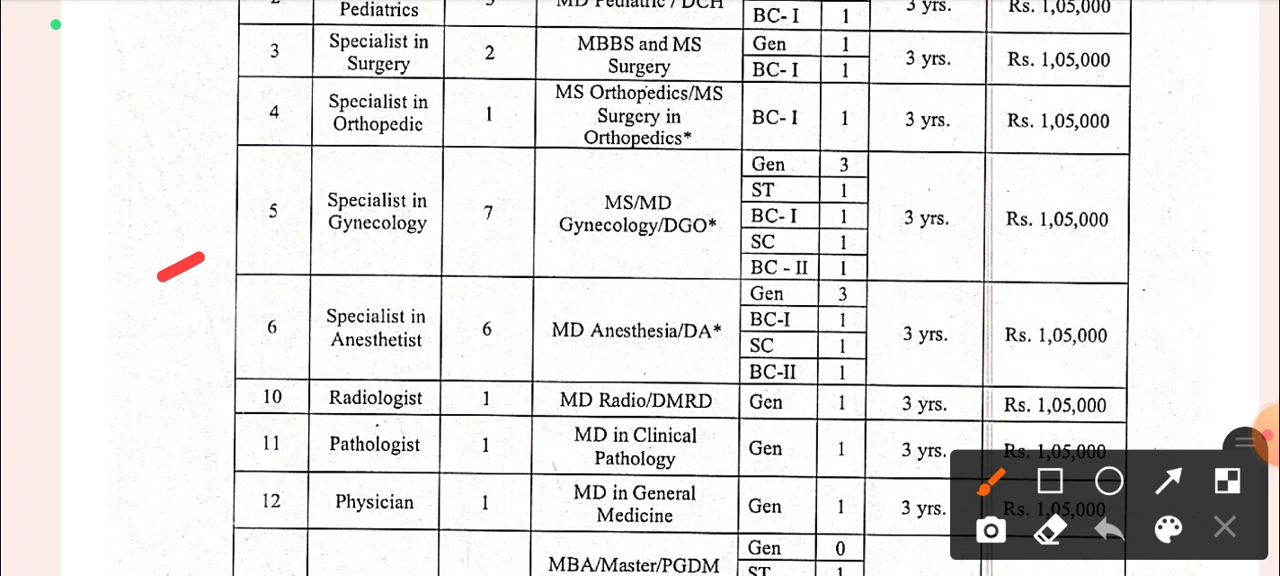 Pediatrics MD Pediatric / DCH 3 yrs. Rs. 1,05,000
BC- I 1
3 Specialist in Surgery 2 MBBS and MS Surgery Gen 1 3 yrs. Rs. 1,05,000
BC- I 1
4 Specialist in Orthopedic 1 MS Orthopedics/MS Surgery in Orthopedics* BC- I 1 3 yrs. Rs. 1,05,000
5 Specialist in Gynecology 7 MS/MD Gynecology/DGO* Gen 3 3 yrs. Rs. 1,05,000
ST 1
BC- I 1
SC 1
BC - II 1
6 Specialist in Anesthetist 6 MD Anesthesia/DA* Gen 3 3 yrs. Rs. 1,05,000
BC-I 1
SC 1
BC-II 1
10 Radiologist 1 MD Radio/DMRD Gen 1 3 yrs. Rs. 1,05,000
11 Pathologist 1 MD in Clinical Pathology Gen 1 3 yrs. Rs. 1,05,000
12 Physician 1 MD in General Medicine Gen 1 3 yrs. Rs. 1,05,000
MBA/Master/PGDM Gen 0
ST 1